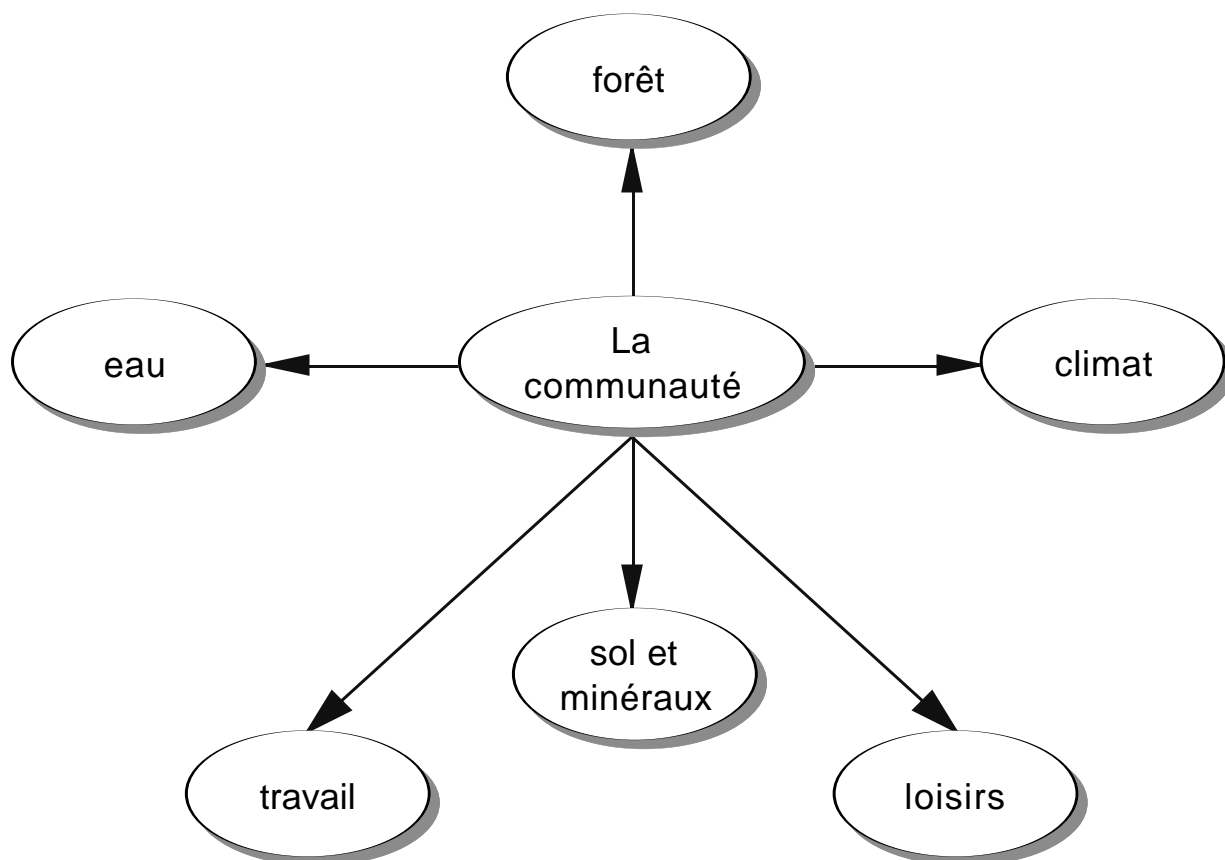 forêt
eau
La
communauté
climat
sol et
minéraux
travail
loisirs